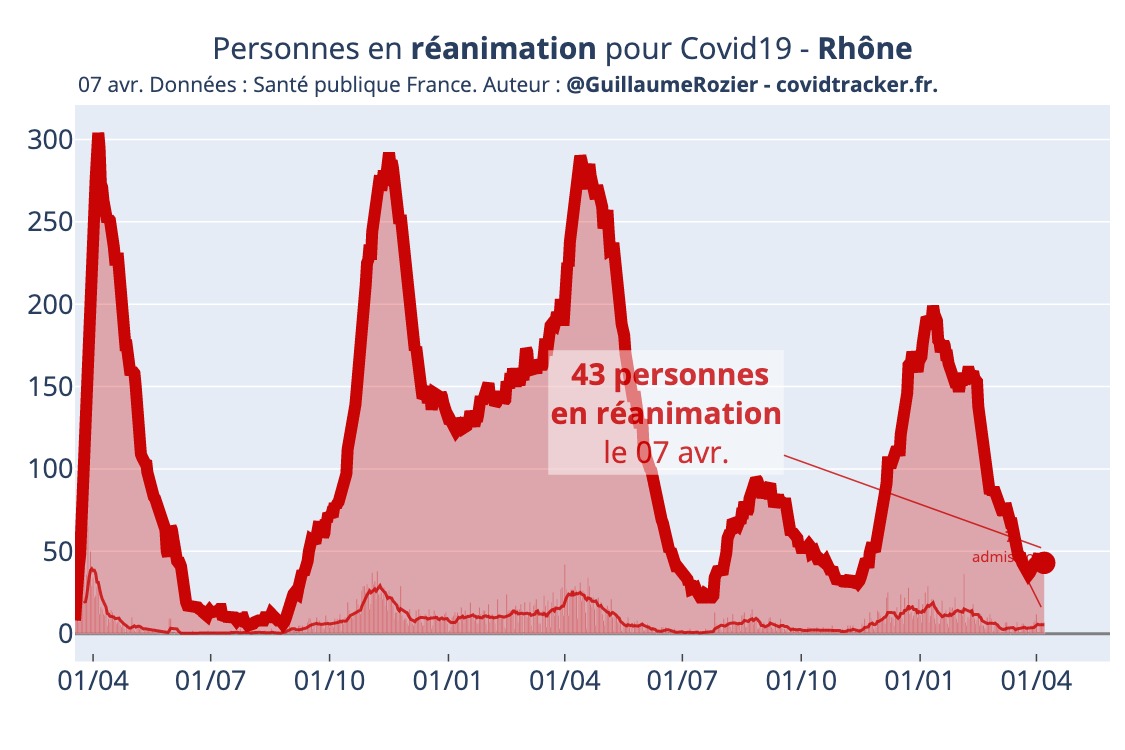 Personnes en réanimation pour Covid19 - Rhône
07 avr. Données : Santé publique France. Auteur : @GuillaumeRozier - covidtracker.fr.
300
250
200
150
100
50
0
43 personnes
en réanimation
le 07 avr.
01/04 01/07 01/10 01/01 01/04 01/07 01/10 01/01 01/04